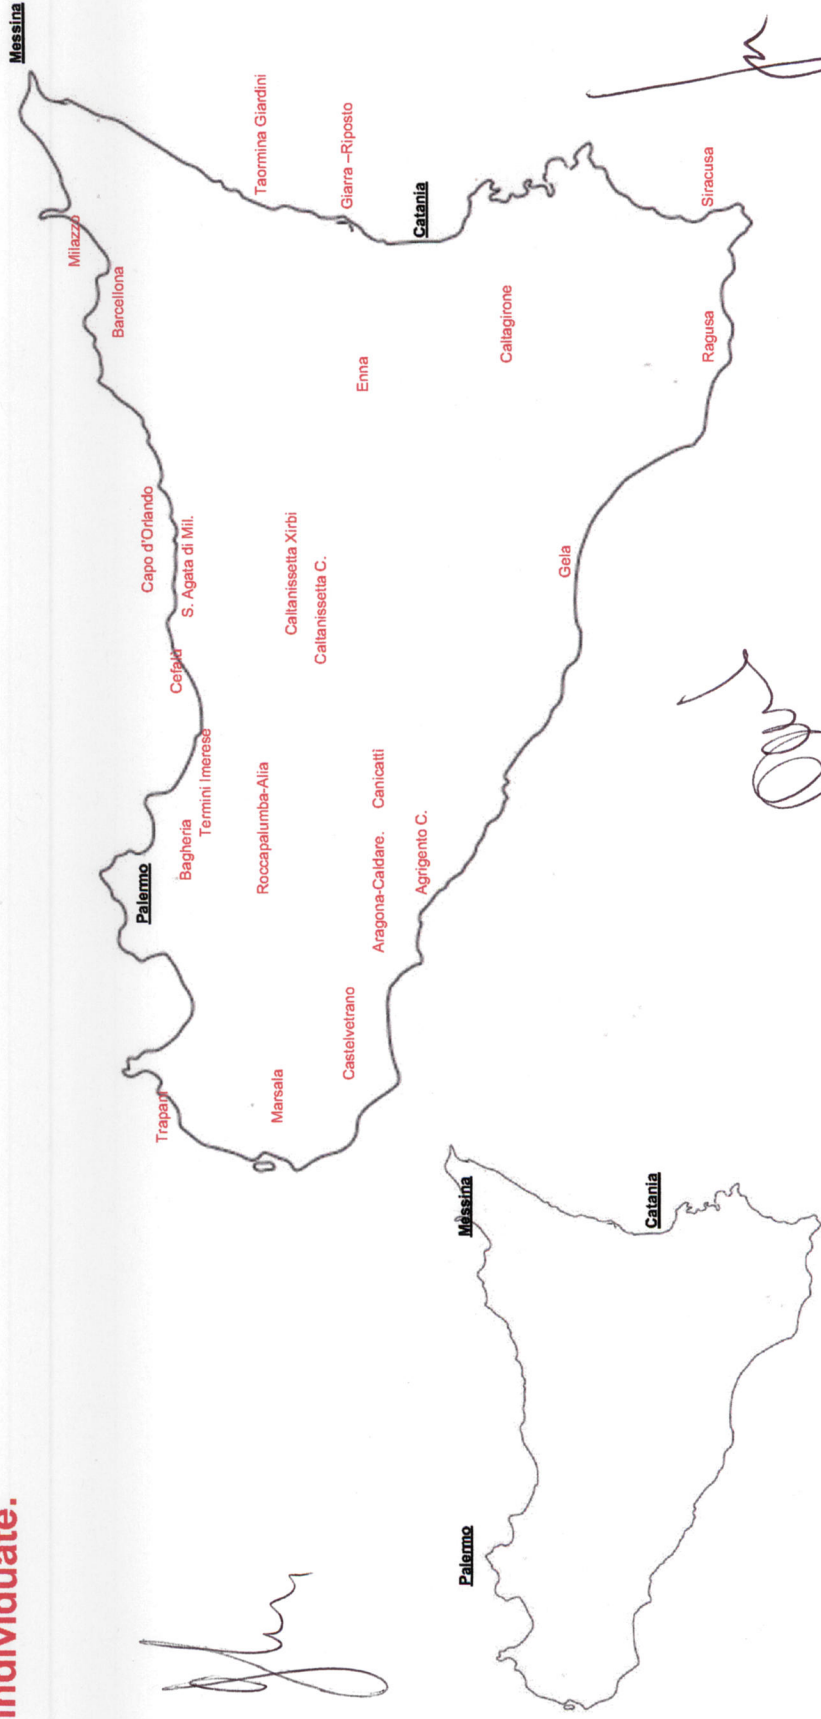 individuate.
Messina
Milazzo
Barcellona
Taormina Giardini
Giarra –Riposto
Catania
Capo d'Orlando
S. Agata di Mil.
Cefalù
Enna
Caltagirone
Siracusa
Ragusa
Palermo
Bagheria
Termini Imerese
Caltanissetta Xirbi
Caltanissetta C.
Gela
Trapani
Roccapalumba-Alia
Marsala
Castelvetrano
Aragona-Caldare. Canicatti
Agrigento C.
Palermo
Messina
Catania